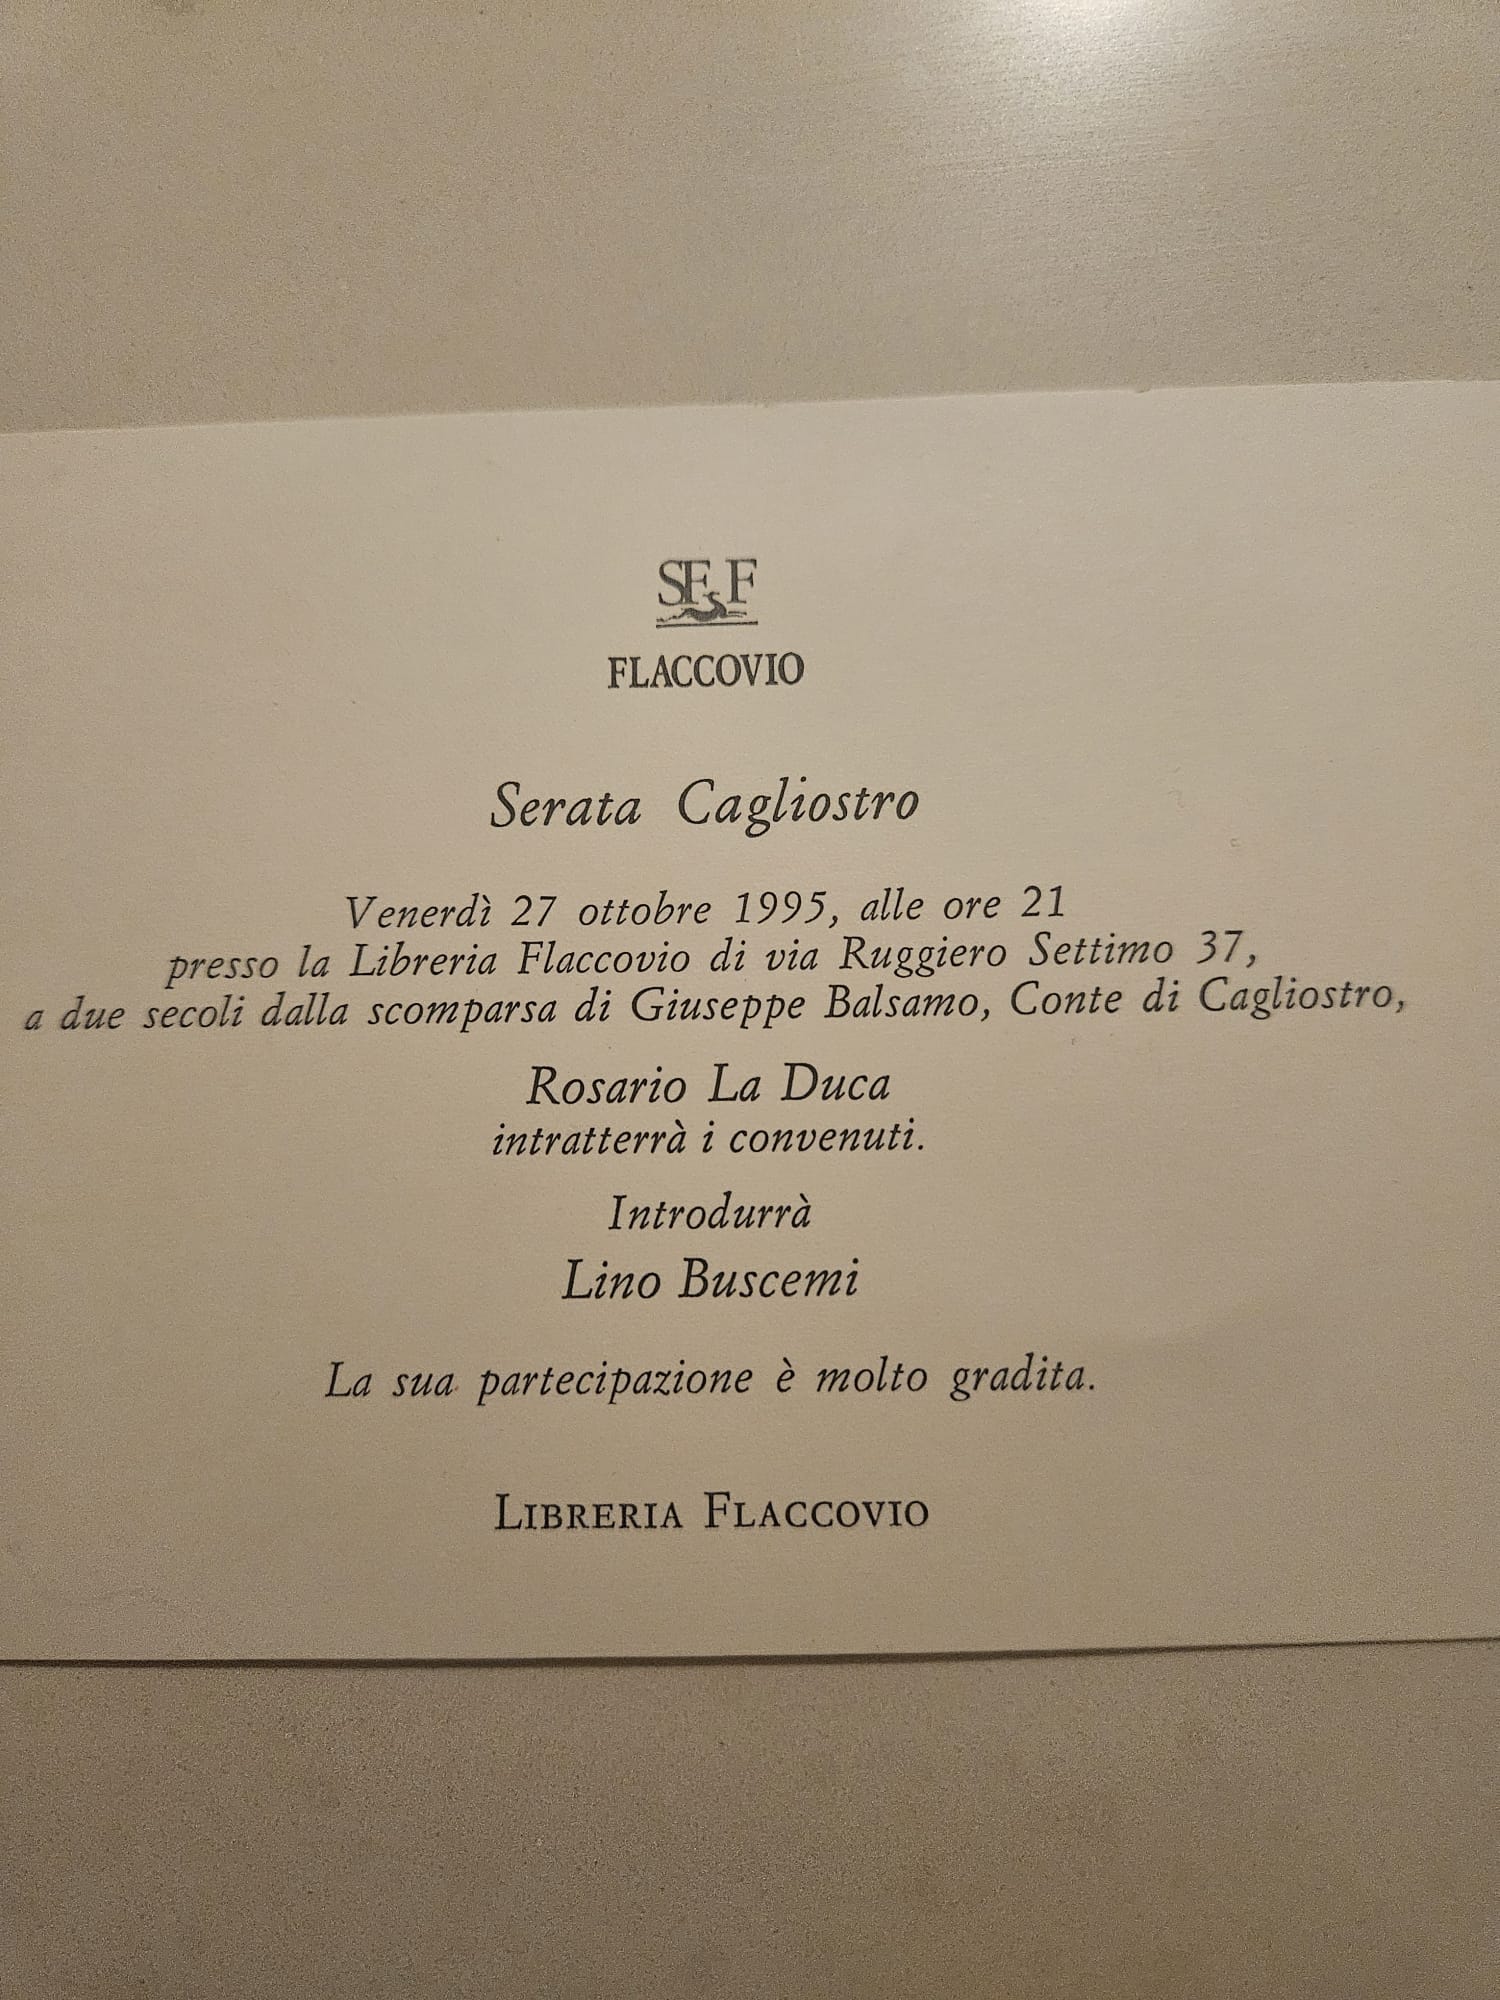 SF F
FLACCOVIO
Serata Cagliostro
Venerdì 27 ottobre 1995, alle ore 21
presso la Libreria Flaccovio di via Ruggiero Settimo 37,
a due secoli dalla scomparsa di Giuseppe Balsamo, Conte di Cagliostro,
Rosario La Duca
intratterrà i convenuti.
Introdurrà
Lino Buscemi
La sua partecipazione è molto gradita.
LIBRERIA FLACCOVIO